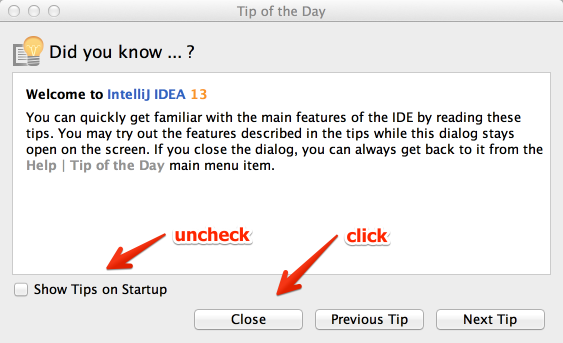 Tip of the Day
Did you know ... ?
Welcome to IntelliJ IDEA 13
You can quickly get familiar with the main features of the IDE by reading these
tips. You may try out the features described in the tips while this dialog stays
open on the screen. If you close the dialog, you can always get back to it from the
Help | Tip of the Day main menu item.
uncheck
click
Show Tips on Startup
Close
Previous Tip
Next Tip